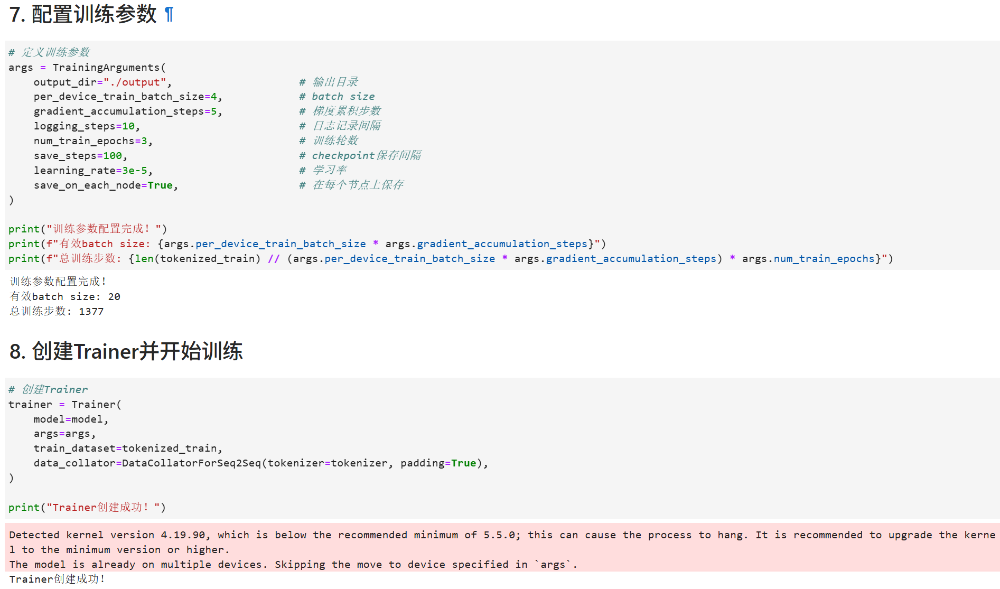 7. 配置训练参数 ¶
# 定义训练参数
args = TrainingArguments(
    output_dir="./output",                    # 输出目录
    per_device_train_batch_size=4,            # batch size
    gradient_accumulation_steps=5,            # 梯度累积步数
    logging_steps=10,                         # 日志记录间隔
    num_train_epochs=3,                       # 训练轮数
    save_steps=100,                           # checkpoint保存间隔
    learning_rate=3e-5,                       # 学习率
    save_on_each_node=True,                   # 在每个节点上保存
)
print("训练参数配置完成！")
print(f"有效batch size: {args.per_device_train_batch_size * args.gradient_accumulation_steps}")
print(f"总训练步数: {len(tokenized_train) // (args.per_device_train_batch_size * args.gradient_accumulation_steps) * args.num_train_epochs}")
训练参数配置完成！
有效batch size: 20
总训练步数: 1377
8. 创建Trainer并开始训练
# 创建Trainer
trainer = Trainer(
    model=model,
    args=args,
    train_dataset=tokenized_train,
    data_collator=DataCollatorForSeq2Seq(tokenizer=tokenizer, padding=True),
)
print("Trainer创建成功！")
Detected kernel version 4.19.90, which is below the recommended minimum of 5.5.0; this can cause the process to hang. It is recommended to upgrade the kerne
l to the minimum version or higher.
The model is already on multiple devices. Skipping the move to device specified in `args`.
Trainer创建成功！